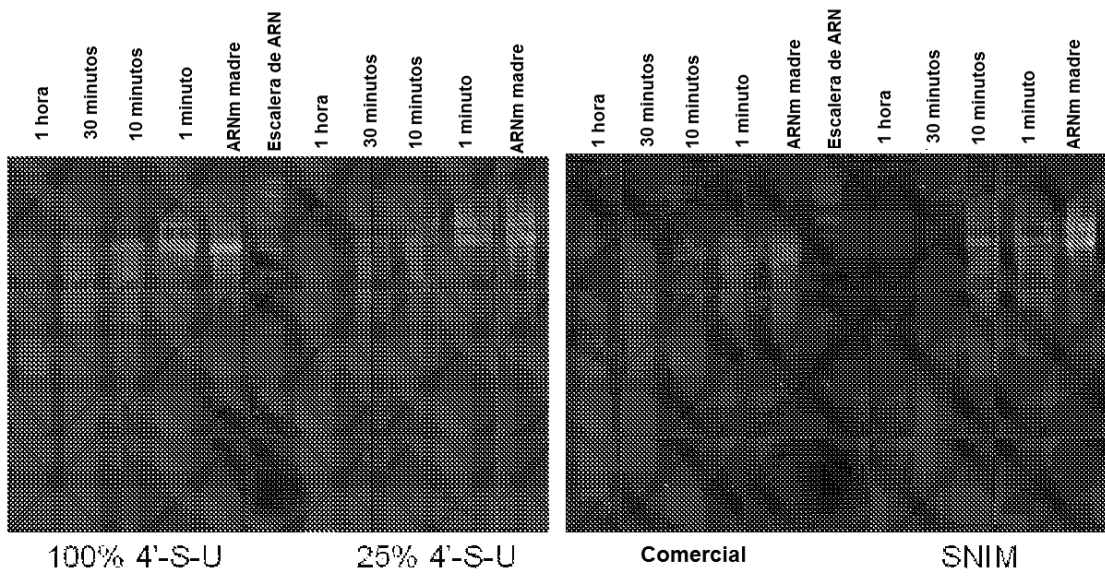 1 hora
30 minutos
10 minutos
1 minuto
ARNm madre
Escalera de ARN
1 hora
30 minutos
10 minutos
1 minuto
ARNm madre
1 hora
30 minutos
10 minutos
1 minuto
ARNm madre
Escalera de ARN
1 hora
30 minutos
10 minutos
1 minuto
ARNm madre
100% 4'-S-U
25% 4'-S-U
Comercial
SNIM